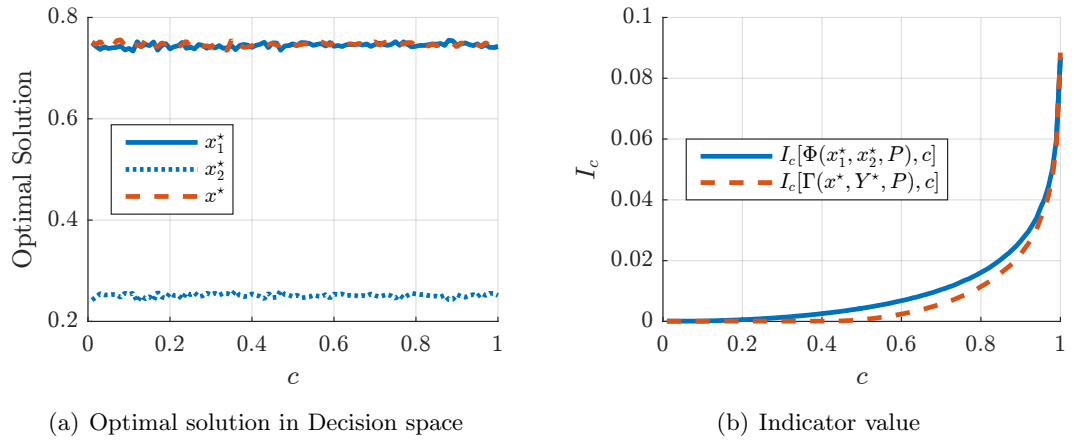 0.8
0.6
0.4
0.2
Optimal Solution
x₁⋆
x₂⋆
x⋆
0
0.2
0.4
0.6
0.8
1
c
(a) Optimal solution in Decision space
0.1
0.08
0.06
0.04
0.02
0
I_c
I_c[Φ(x₁⋆, x₂⋆, P), c]
I_c[Γ(x⋆, Y⋆, P), c]
0
0.2
0.4
0.6
0.8
1
c
(b) Indicator value